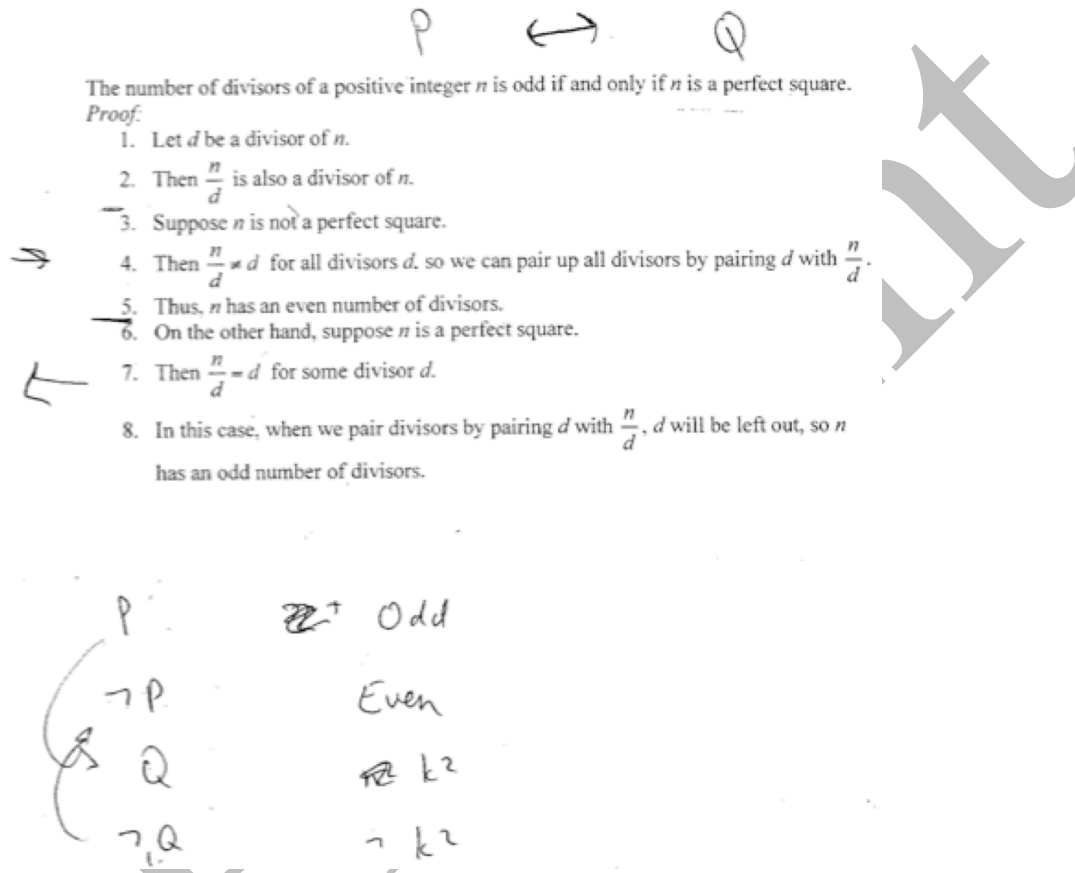 P ↔ Q
The number of divisors of a positive integer n is odd if and only if n is a perfect square.
Proof:
1. Let d be a divisor of n.
2. Then n/d is also a divisor of n.
3. Suppose n is not a perfect square.
→ 4. Then n/d ≠ d for all divisors d, so we can pair up all divisors by pairing d with n/d.
5. Thus, n has an even number of divisors.
6. On the other hand, suppose n is a perfect square.
← 7. Then n/d = d for some divisor d.
8. In this case, when we pair divisors by pairing d with n/d, d will be left out, so n
has an odd number of divisors.
P Odd
¬P Even
Q k²
¬Q ¬ k²